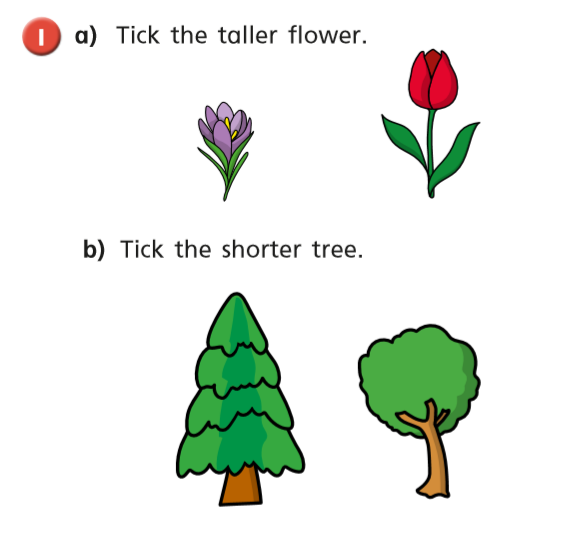 1 a) Tick the taller flower.
b) Tick the shorter tree.